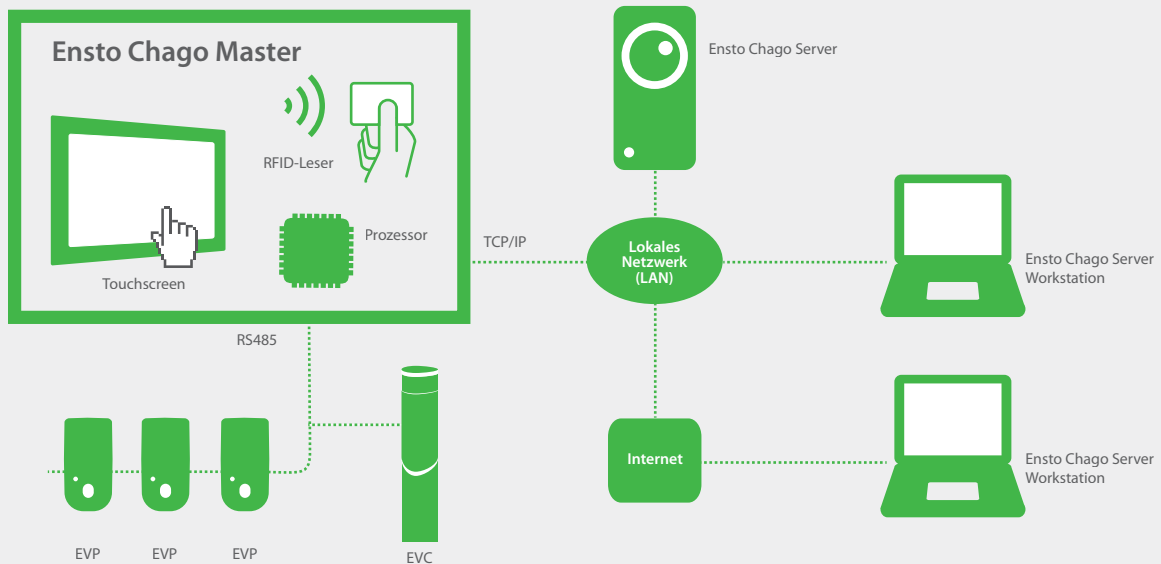 Ensto Chago Master
RFID-Leser
Prozessor
Touchscreen
RS485
TCP/IP
Ensto Chago Server
Lokales
Netzwerk
(LAN)
Ensto Chago Server
Workstation
Internet
Ensto Chago Server
Workstation
EVP
EVP
EVP
EVC